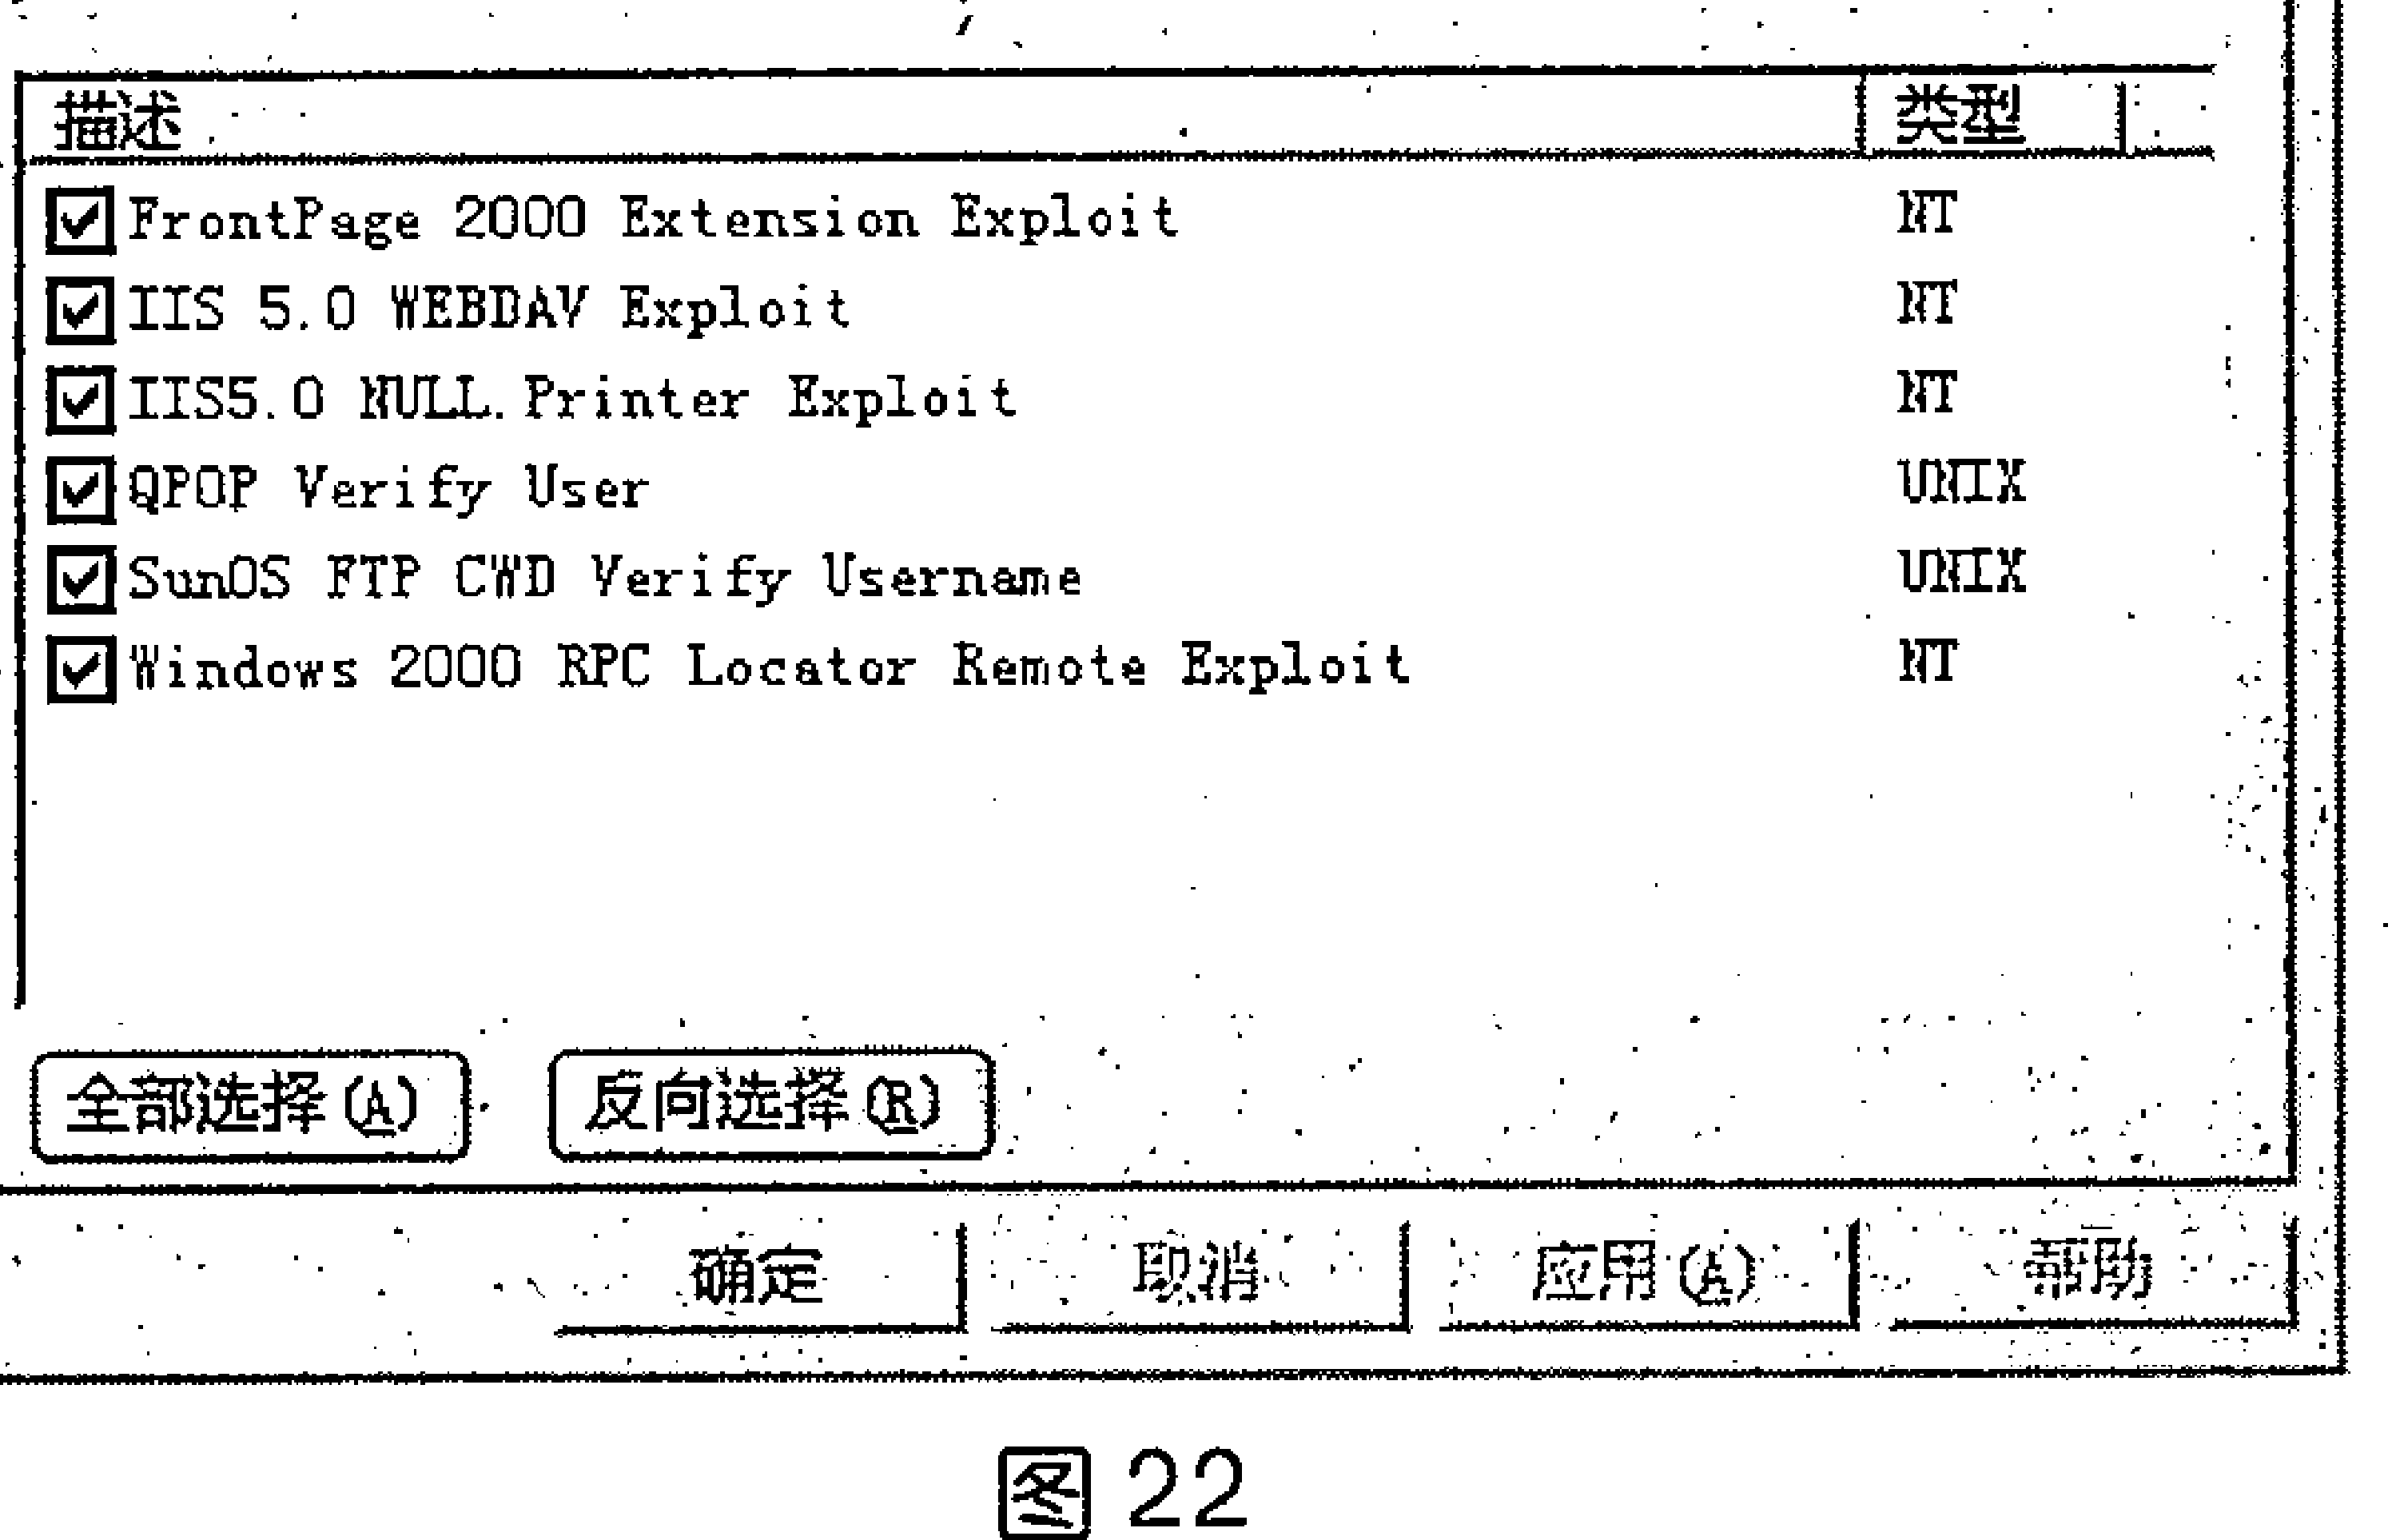 描述 类型
FrontPage 2000 Extension Exploit NT
IIS 5.0 WEBDAV Exploit NT
IIS5.0 NULL.Printer Exploit NT
QPOP Verify User UNIX
SunOS FTP CWD Verify Username UNIX
Windows 2000 RPC Locator Remote Exploit NT
全部选择(A) 反向选择(R)
确定 取消 应用(A) 帮助
图 22